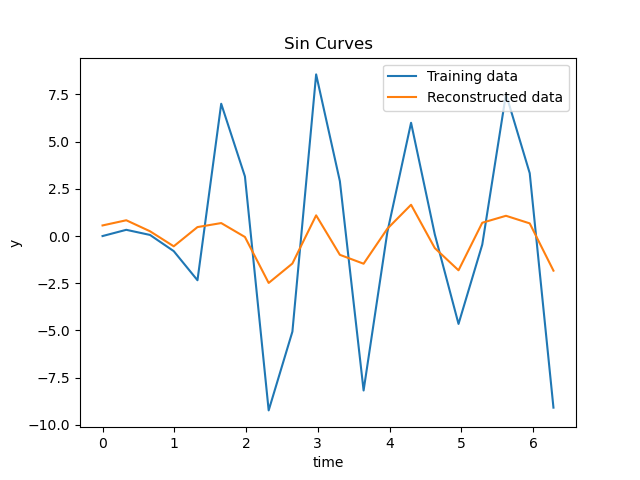 Sin Curves
Training data
Reconstructed data
7.5
5.0
2.5
0.0
−2.5
−5.0
−7.5
−10.0
y
0 1 2 3 4 5 6
time